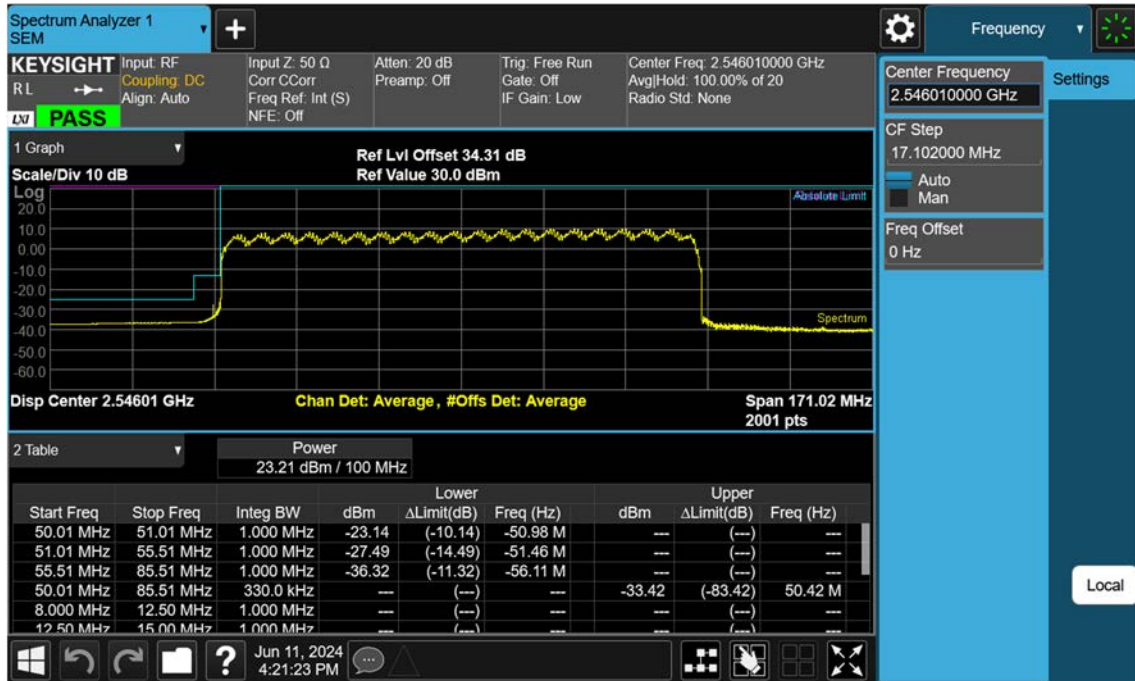 Spectrum Analyzer 1
SEM
Frequency
KEYSIGHT
RL
LXI
PASS
Input: RF
Coupling: DC
Align: Auto
Input Z: 50 Ω
Corr CCorr
Freq Ref: Int (S)
NFE: Off
Atten: 20 dB
Preamp: Off
Trig: Free Run
Gate: Off
IF Gain: Low
Center Freq: 2.546010000 GHz
Avg|Hold: 100.00% of 20
Radio Std: None
Center Frequency
2.546010000 GHz
Settings
CF Step
17.102000 MHz
Auto
Man
Freq Offset
0 Hz
Local
1 Graph
Scale/Div 10 dB
Ref Lvl Offset 34.31 dB
Ref Value 30.0 dBm
Log
20.0
10.0
0.00
-10.0
-20.0
-30.0
-40.0
-50.0
-60.0
Absolute Limit
Spectrum
Disp Center 2.54601 GHz
Chan Det: Average, #Offs Det: Average
Span 171.02 MHz
2001 pts
2 Table
Power
23.21 dBm / 100 MHz
Lower Upper
Start Freq Stop Freq Integ BW dBm ΔLimit(dB) Freq (Hz) dBm ΔLimit(dB) Freq (Hz)
50.01 MHz 51.01 MHz 1.000 MHz -23.14 (-10.14) -50.98 M --- (---) ---
51.01 MHz 55.51 MHz 1.000 MHz -27.49 (-14.49) -51.46 M --- (---) ---
55.51 MHz 85.51 MHz 1.000 MHz -36.32 (-11.32) -56.11 M --- (---) ---
50.01 MHz 85.51 MHz 330.0 kHz --- (---) --- -33.42 (-83.42) 50.42 M
8.000 MHz 12.50 MHz 1.000 MHz --- (---) --- --- (---) ---
12.50 MHz 15.00 MHz 1.000 MHz --- (---) --- --- (---) ---
?
Jun 11, 2024
4:21:23 PM